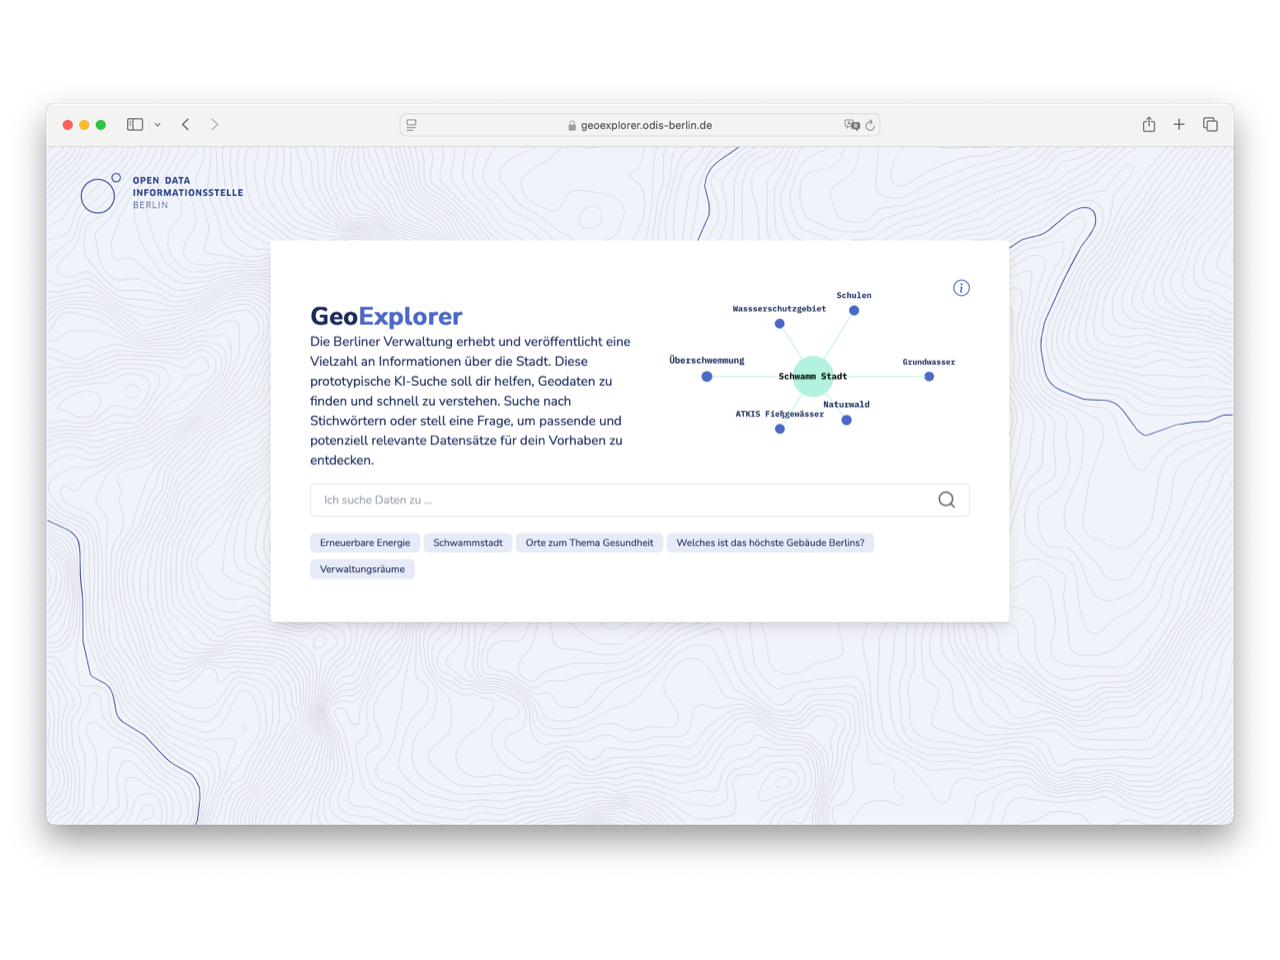 geoexplorer.odis-berlin.de
OPEN DATA
INFORMATIONSSTELLE
BERLIN
GeoExplorer
Die Berliner Verwaltung erhebt und veröffentlicht eine
Vielzahl an Informationen über die Stadt. Diese
prototypische KI-Suche soll dir helfen, Geodaten zu
finden und schnell zu verstehen. Suche nach
Stichwörtern oder stell eine Frage, um passende und
potenziell relevante Datensätze für dein Vorhaben zu
entdecken.
Schulen
Wassserschutzgebiet
Überschwemmung
Grundwasser
Schwamm Stadt
Naturwald
ATKIS Fießgewässer
Ich suche Daten zu ...
Erneuerbare Energie
Schwammstadt
Orte zum Thema Gesundheit
Welches ist das höchste Gebäude Berlins?
Verwaltungsräume